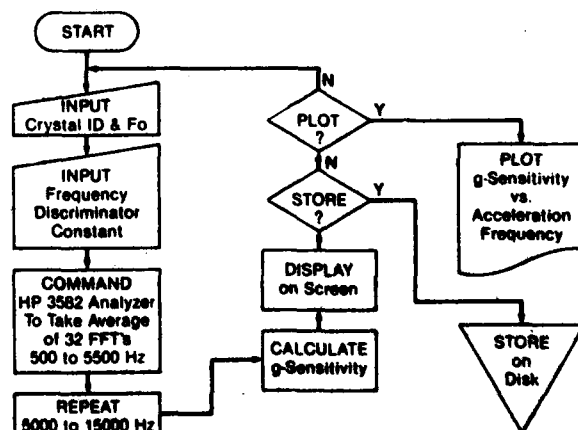 START
INPUT
Crystal ID & Fo
INPUT
Frequency
Discriminator
Constant
COMMAND
HP 3582 Analyzer
To Take Average
of 32 FFT's
500 to 5500 Hz
REPEAT
5000 to 15000 Hz
CALCULATE
g-Sensitivity
DISPLAY
on Screen
STORE
?
Y
N
PLOT
?
Y
N
PLOT
g-Sensitivity
vs.
Acceleration
Frequency
STORE
on
Disk